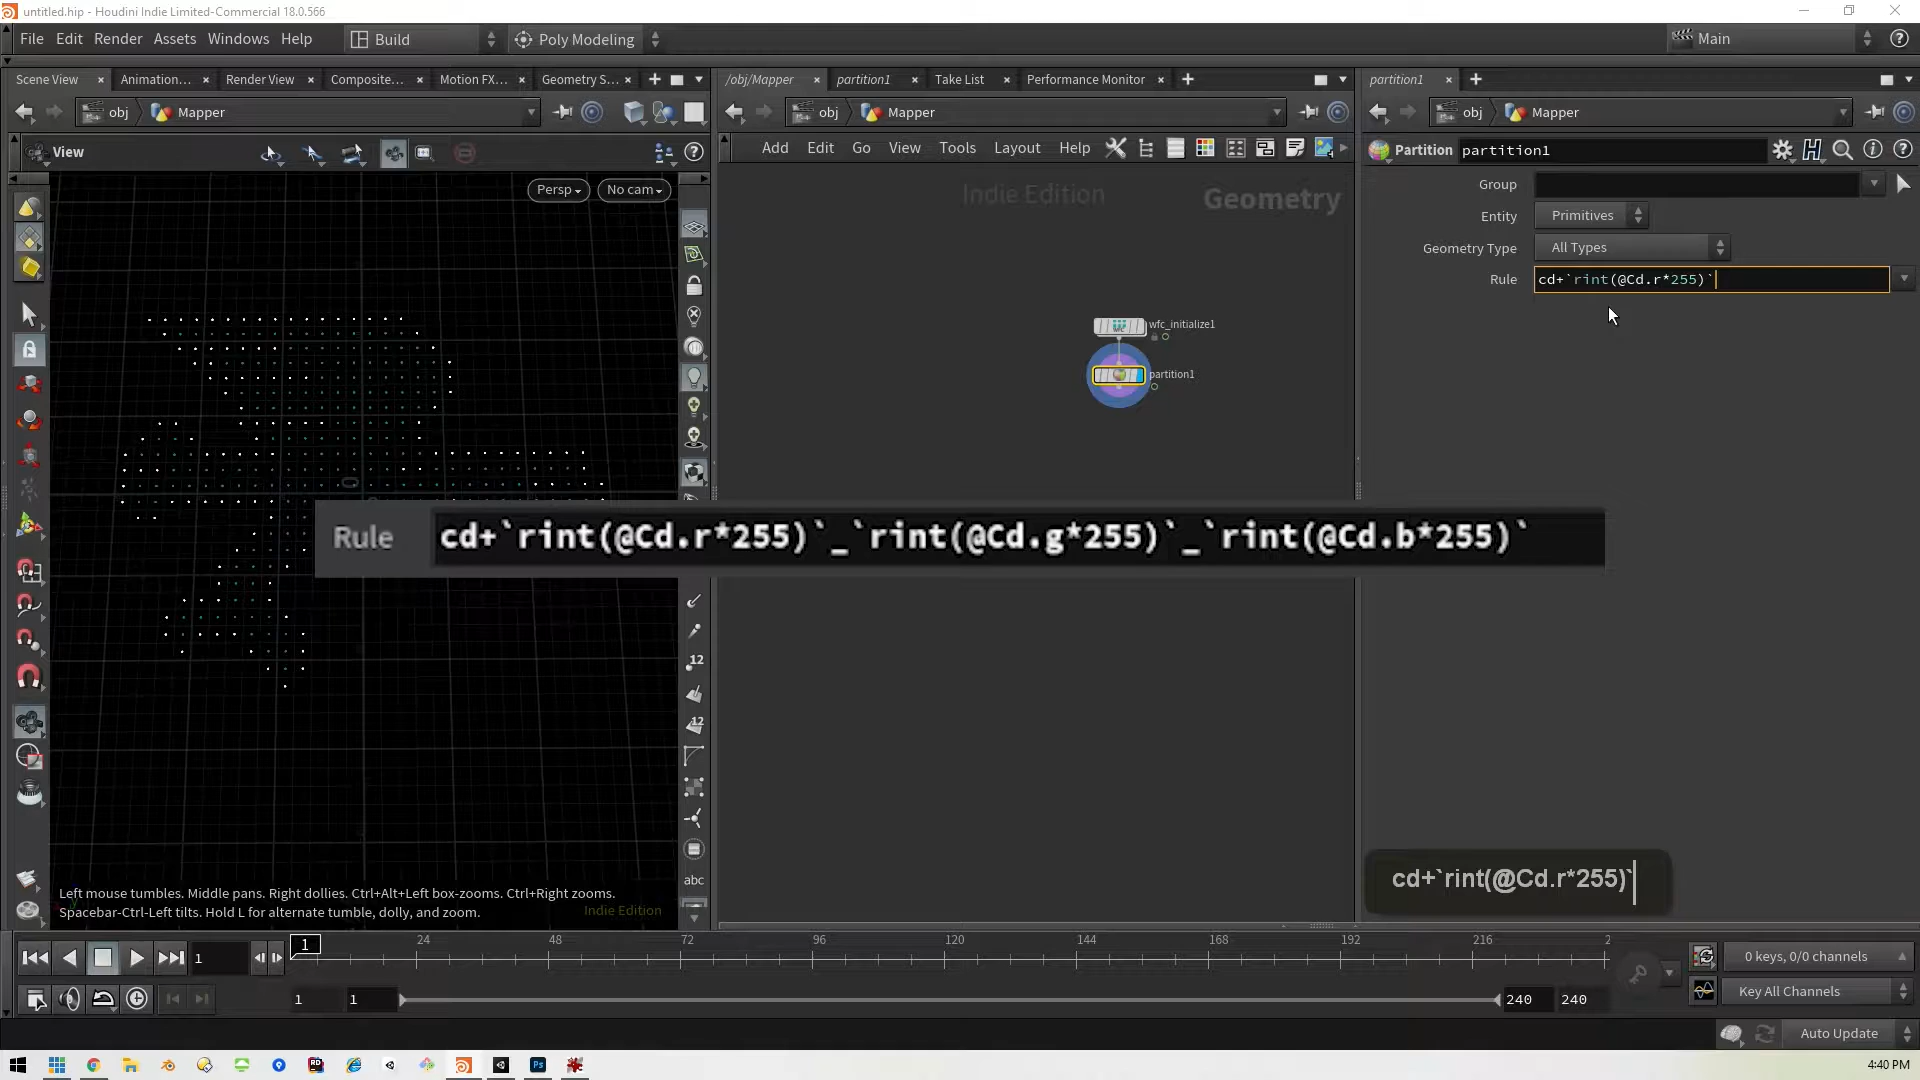 untitled.hip - Houdini Indie Limited-Commercial 18.0.566
File Edit Render Assets Windows Help
Build
Poly Modeling
Main
Scene View
Animation...
Render View
Composite...
Motion FX...
Geometry S...
/obj/Mapper
partition1
Take List
Performance Monitor
partition1
obj Mapper
obj Mapper
obj Mapper
View
Add Edit Go View Tools Layout Help
Partition partition1
Persp
No cam
Indie Edition
Geometry
Group
Entity Primitives
Geometry Type All Types
Rule cd+`rint(@Cd.r*255)`
wfc_initialize1
partition1
Rule cd+`rint(@Cd.r*255)`_`rint(@Cd.g*255)`_`rint(@Cd.b*255)`
12
12
abc
cd+`rint(@Cd.r*255)`
Left mouse tumbles. Middle pans. Right dollies. Ctrl+Alt+Left box-zooms. Ctrl+Right zooms.
Spacebar-Ctrl-Left tilts. Hold L for alternate tumble, dolly, and zoom.
Indie Edition
1
1 24 48 72 96 120 144 168 192 216 2
0 keys, 0/0 channels
1 1 240 240
Key All Channels
Auto Update
4:40 PM